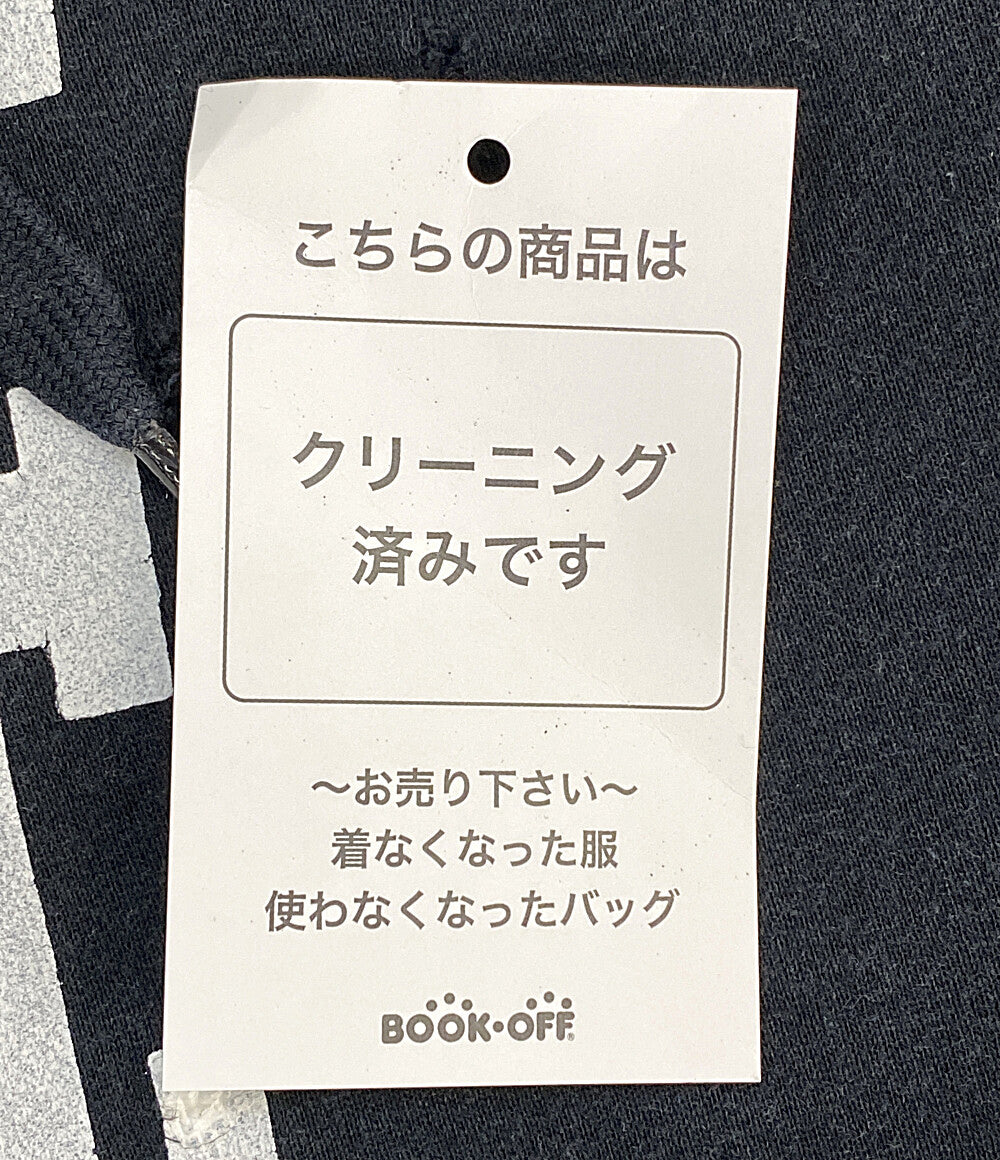 こちらの商品は
クリーニング
済みです
～お売り下さい～
着なくなった服
使わなくなったバッグ
BOOK・OFF®